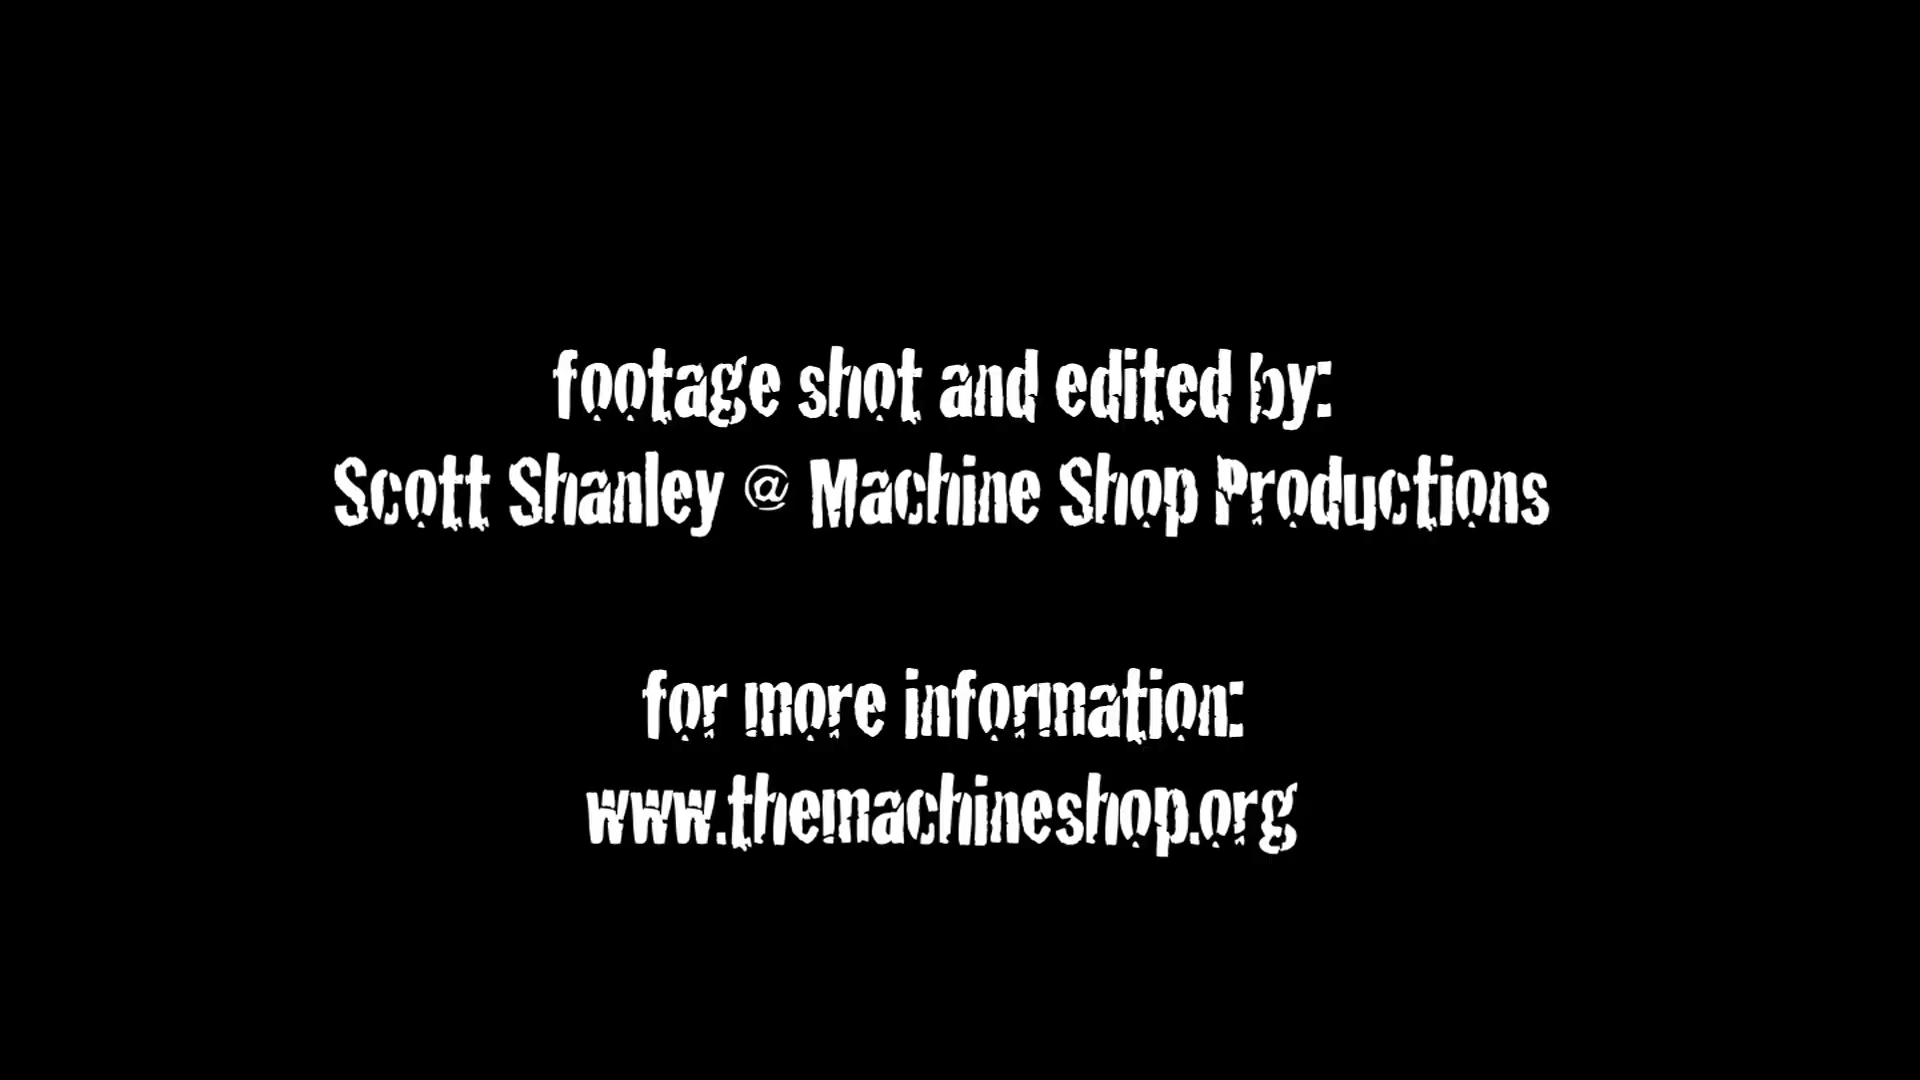 footage shot and edited by:
Scott Shanley @ Machine Shop Productions
for more information:
www.themachineshop.org